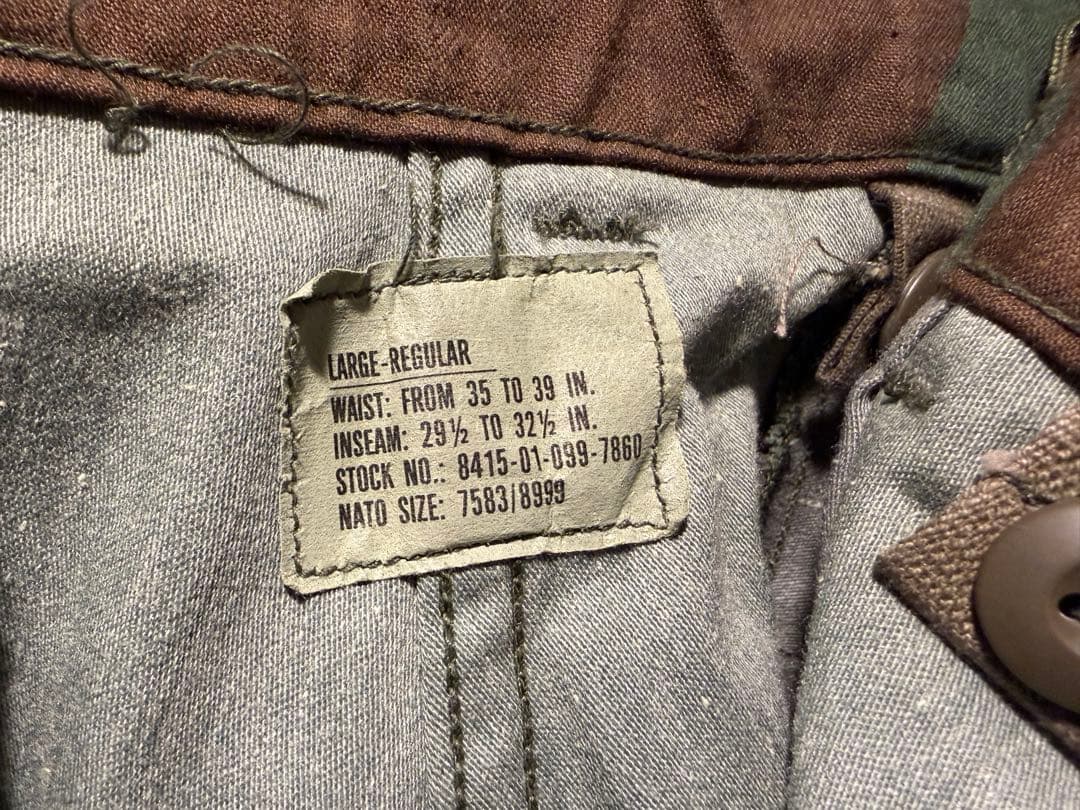 LARGE-REGULAR
WAIST: FROM 35 TO 39 IN.
INSEAM: 29½ TO 32½ IN.
STOCK NO.: 8415-01-099-7860
NATO SIZE: 7583/8999